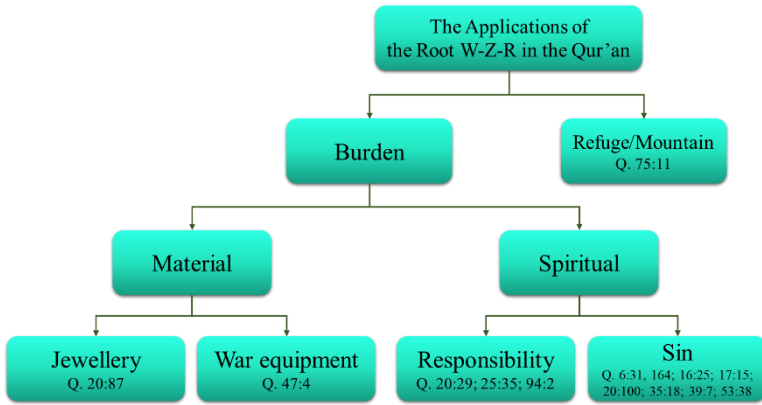 The Applications of
the Root W-Z-R in the Qur’an
Burden
Refuge/Mountain
Q. 75:11
Material
Spiritual
Jewellery
Q. 20:87
War equipment
Q. 47:4
Responsibility
Q. 20:29; 25:35; 94:2
Sin
Q. 6:31, 164; 16:25; 17:15;
20:100; 35:18; 39:7; 53:38